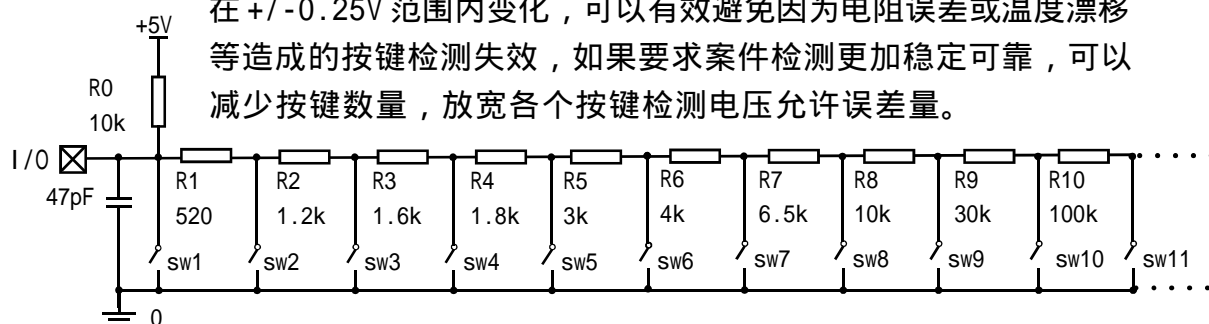 在+/-0.25V范围内变化，可以有效避免因为电阻误差或温度漂移
等造成的按键检测失效，如果要求案件检测更加稳定可靠，可以
减少按键数量，放宽各个按键检测电压允许误差量。
+5V
R0
10k
I/O
47pF
R1 R2 R3 R4 R5 R6 R7 R8 R9 R10
520 1.2k 1.6k 1.8k 3k 4k 6.5k 10k 30k 100k
sw1 sw2 sw3 sw4 sw5 sw6 sw7 sw8 sw9 sw10 sw11
0